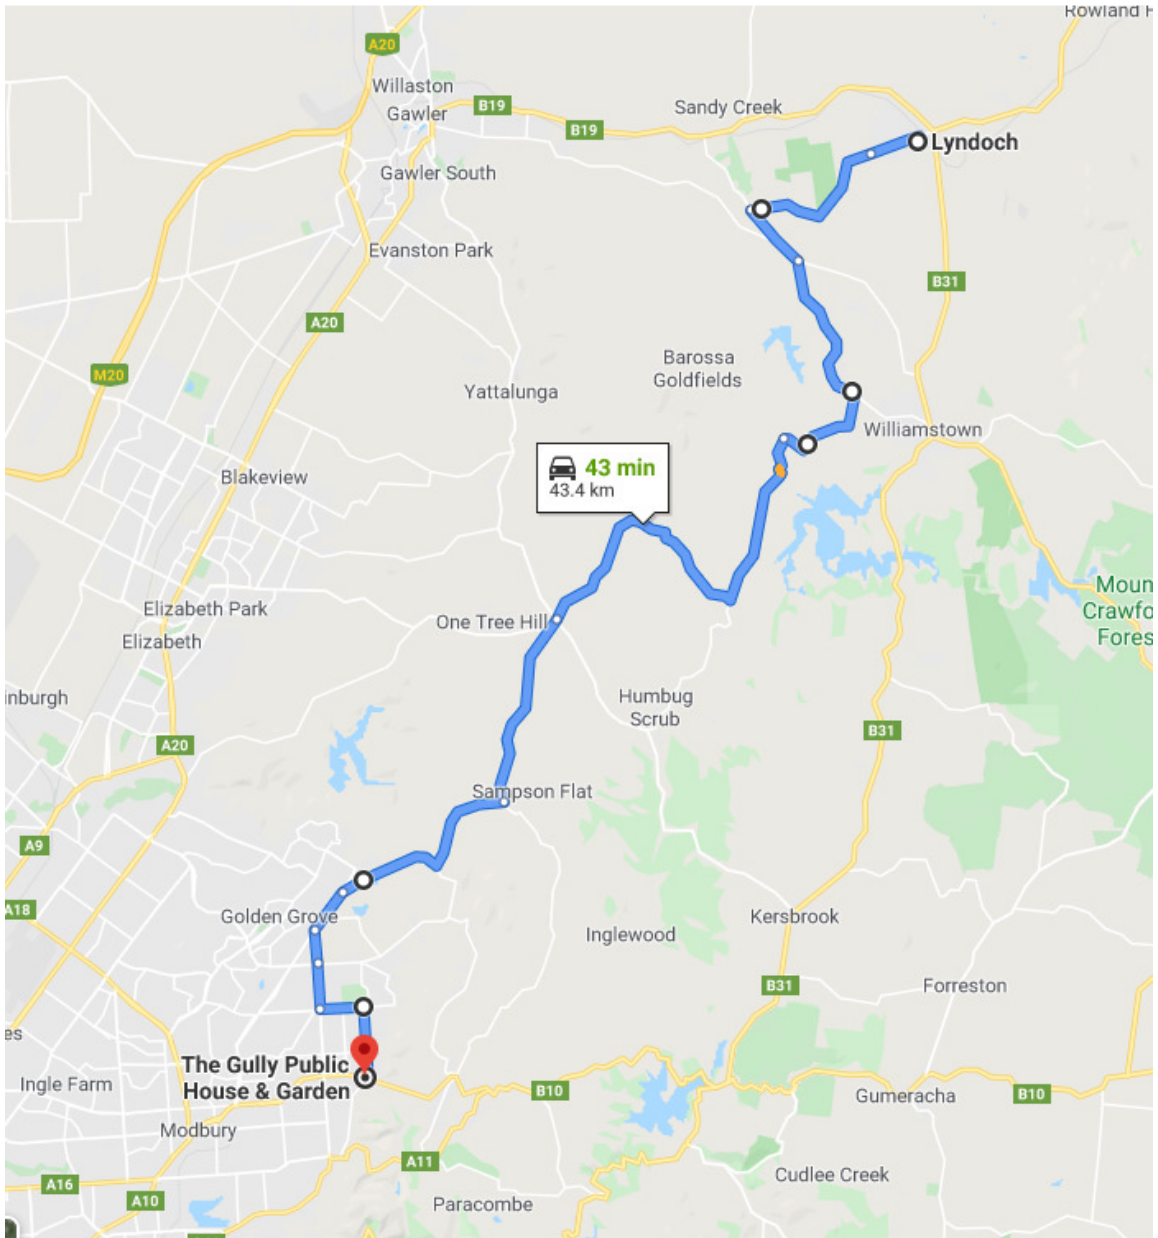 Rowland F
A20
Willaston
Gawler
B19
Sandy Creek
B19
Lyndoch
Gawler South
Evanston Park
B31
A20
M20
Barossa
Goldfields
Yattalunga
Williamstown
43 min
43.4 km
Blakeview
Moun
Crawfo
Fores
Elizabeth Park
One Tree Hill
Elizabeth
inburgh
Humbug
Scrub
B31
A20
Sampson Flat
A9
A18
Golden Grove
Kersbrook
Inglewood
B31
Forreston
es
The Gully Public
House & Garden
Ingle Farm
B10
Gumeracha
B10
Modbury
A11
Cudlee Creek
A16
A10
Paracombe